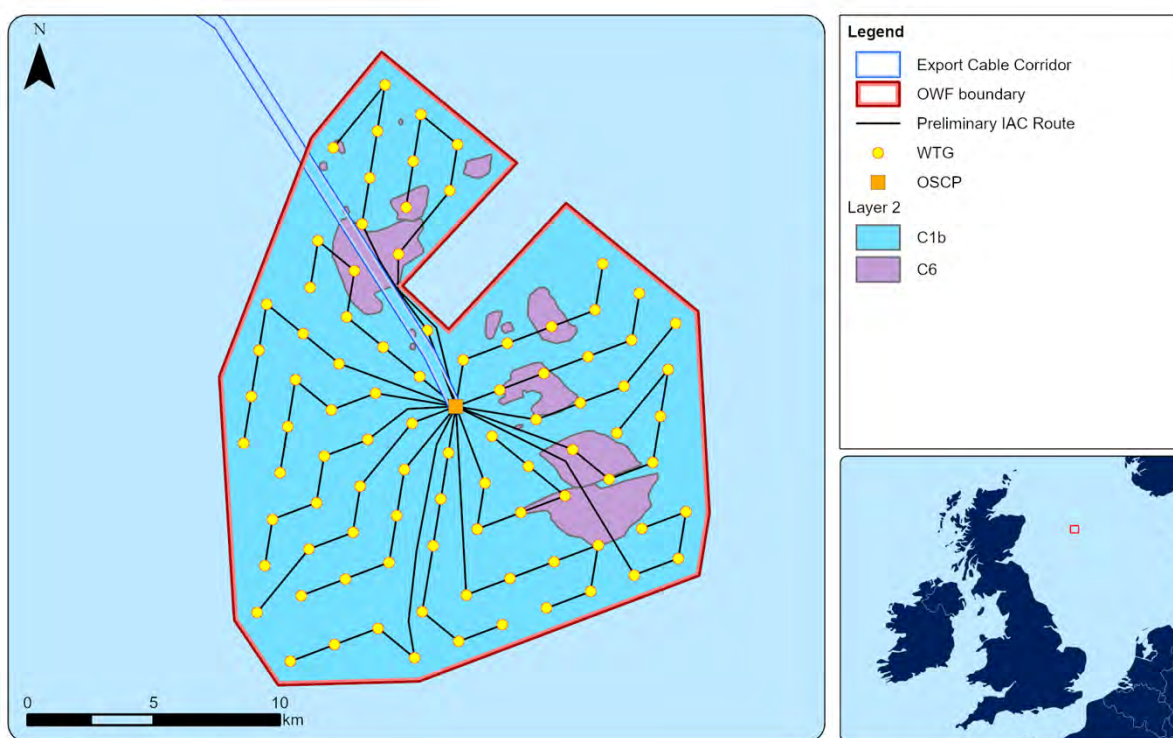 N
0
5
10
km
Legend
Export Cable Corridor
OWF boundary
Preliminary IAC Route
WTG
OSCP
Layer 2
C1b
C6